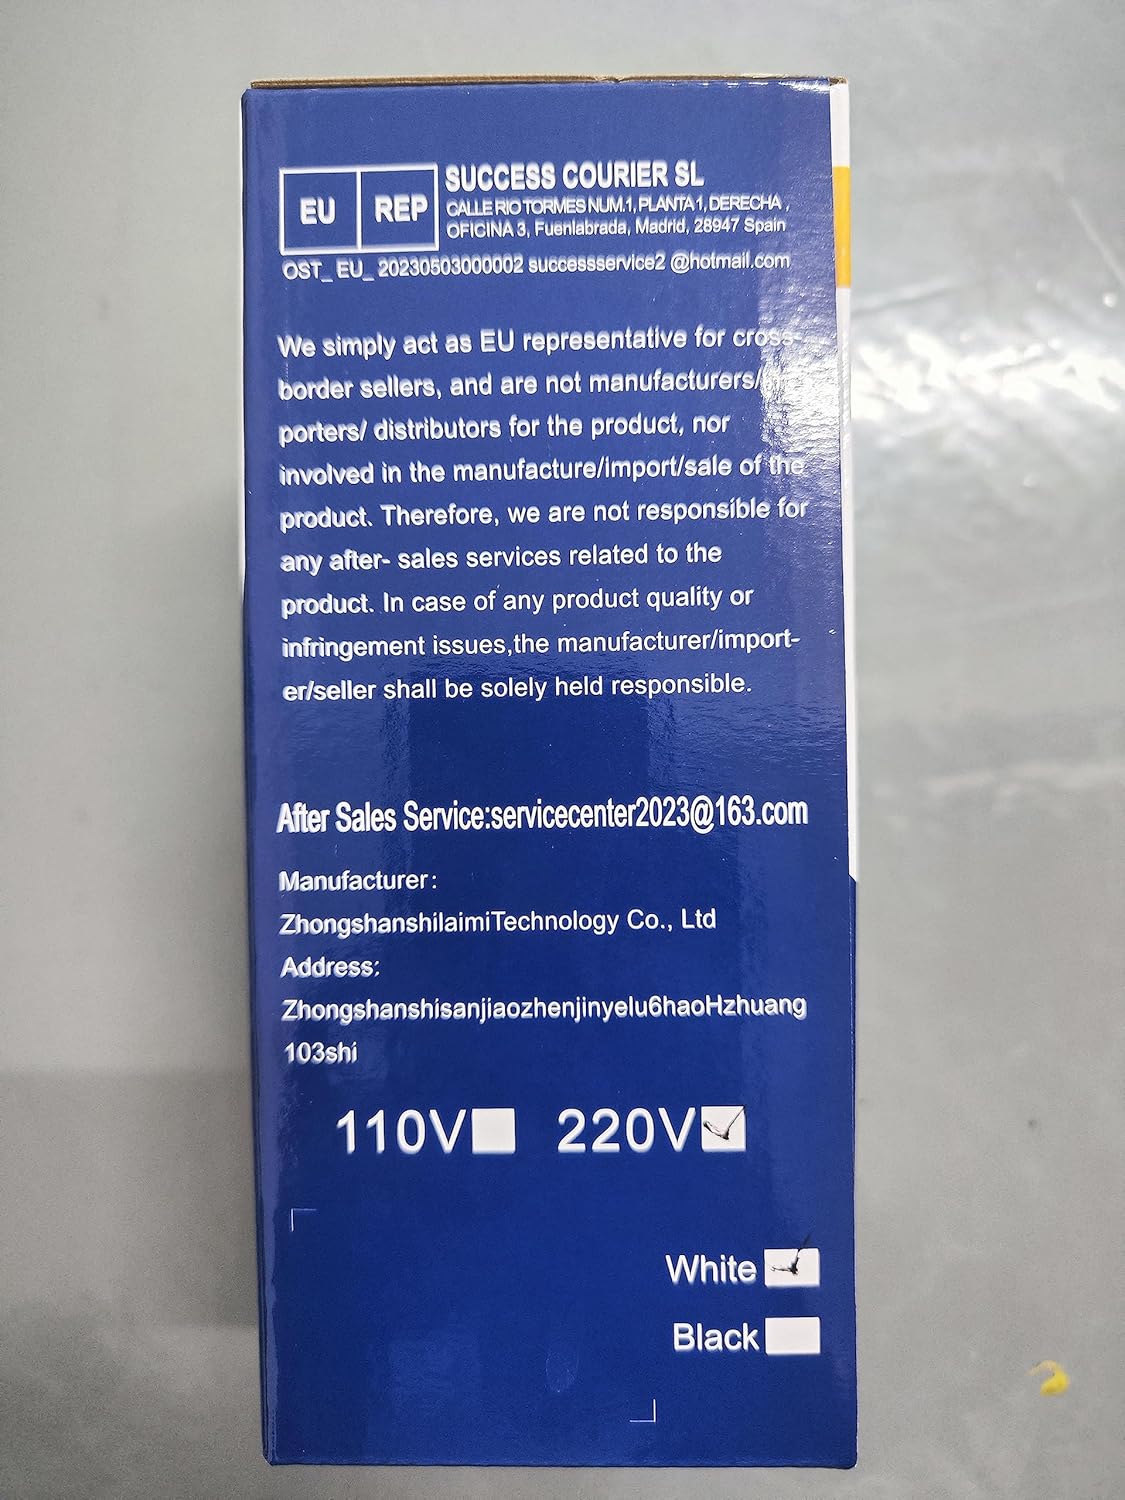 EU REP
SUCCESS COURIER SL
CALLE RIO TORMES NUM.1, PLANTA 1, DERECHA ,
OFICINA 3, Fuenlabrada, Madrid, 28947 Spain
OST_ EU_ 20230503000002 successservice2 @hotmail.com
We simply act as EU representative for cross-
border sellers, and are not manufacturers/
porters/ distributors for the product, nor
involved in the manufacture/import/sale of the
product. Therefore, we are not responsible for
any after- sales services related to the
product. In case of any product quality or
infringement issues,the manufacturer/import-
er/seller shall be solely held responsible.
After Sales Service:servicecenter2023@163.com
Manufacturer:
ZhongshanshilaimiTechnology Co., Ltd
Address:
Zhongshanshisanjiaozhenjinyelu6haoHzhuang
103shi
110V 220V
White
Black